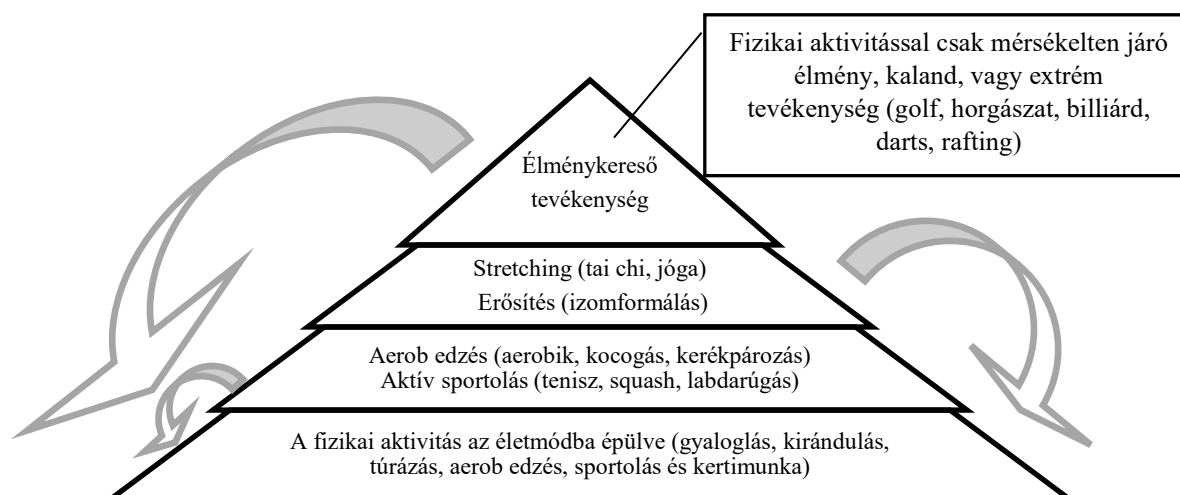 Fizikai aktivitással csak mérsékelten járó
élmény, kaland, vagy extrém
tevékenység (golf, horgászat, billiárd,
darts, rafting)
Élménykereső
tevékenység
Stretching (tai chi, jóga)
Erősítés (izomformálás)
Aerob edzés (aerobik, kocogás, kerékpározás)
Aktív sportolás (tenisz, squash, labdarúgás)
A fizikai aktivitás az életmódba épülve (gyaloglás, kirándulás,
túrázás, aerob edzés, sportolás és kertimunka)